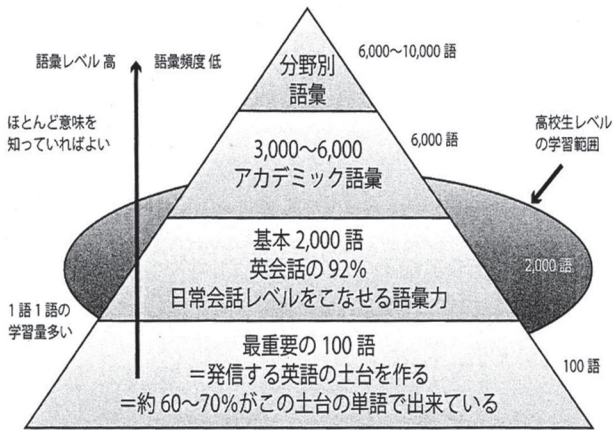 語彙レベル 高
語彙頻度 低
分野別
語彙
6,000〜10,000 語
ほとんど意味を
知っていればよい
3,000〜6,000
アカデミック語彙
6,000 語
高校生レベル
の学習範囲
基本 2,000 語
英会話の 92%
日常会話レベルをこなせる語彙力
2,000 語
1 語 1 語の
学習量多い
最重要の 100 語
＝発信する英語の土台を作る
＝約 60〜70%がこの土台の単語で出来ている
100 語